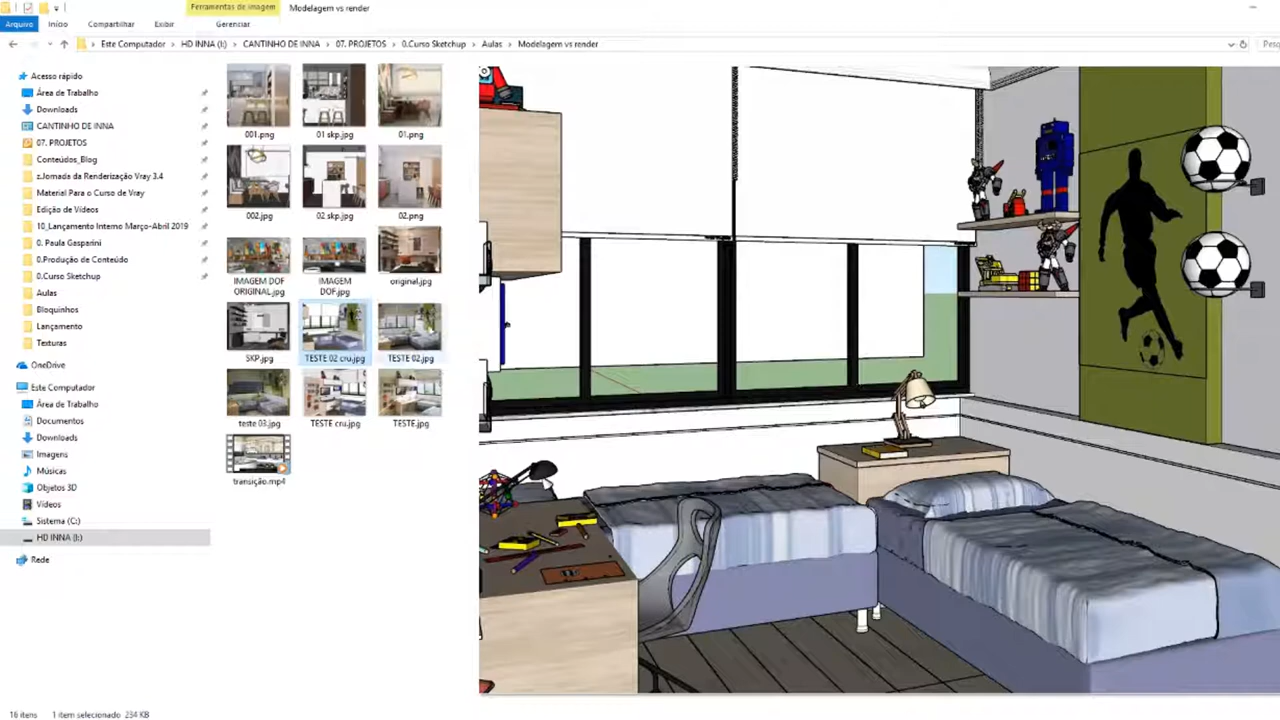 Ferramentas de imagem
Modelagem vs render
Arquivo
Início
Compartilhar
Exibir
Gerenciar
Este Computador
HD INNA (I:)
CANTINHO DE INNA
07. PROJETOS
0.Curso Sketchup
Aulas
Modelagem vs render
Pesq
Acesso rápido
Área de Trabalho
Downloads
CANTINHO DE INNA
07. PROJETOS
Conteúdos_Blog
z.Jornada da Renderização Vray 3.4
Material Para o Curso de Vray
Edição de Vídeos
10_Lançamento Interno Março-Abril 2019
0. Paula Gasparini
0.Produção de Conteúdo
0.Curso Sketchup
Aulas
Bloquinhos
Lançamento
Texturas
OneDrive
Este Computador
Área de Trabalho
Documentos
Downloads
Imagens
Músicas
Objetos 3D
Vídeos
Sistema (C:)
HD INNA (I:)
Rede
001.png
01 skp.jpg
01.png
002.jpg
02 skp.jpg
02.png
IMAGEM DOF ORIGINAL.jpg
IMAGEM DOF.jpg
original.jpg
SKP.jpg
TESTE 02 cru.jpg
TESTE 02.jpg
teste 03.jpg
TESTE cru.jpg
TESTE.jpg
transição.mp4
16 itens
1 item selecionado 234 KB